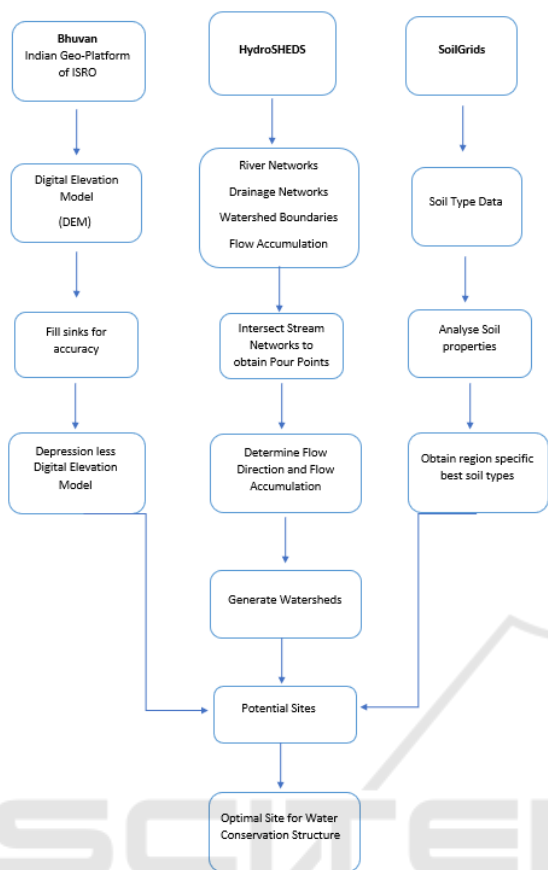 Bhuvan
Indian Geo-Platform
of ISRO
HydroSHEDS
SoilGrids
Digital Elevation
Model
(DEM)
River Networks
Drainage Networks
Watershed Boundaries
Flow Accumulation
Soil Type Data
Fill sinks for
accuracy
Intersect Stream
Networks to
obtain Pour Points
Analyse Soil
properties
Depression less
Digital Elevation
Model
Determine Flow
Direction and Flow
Accumulation
Obtain region specific
best soil types
Generate Watersheds
Potential Sites
Optimal Site for Water
Conservation Structure